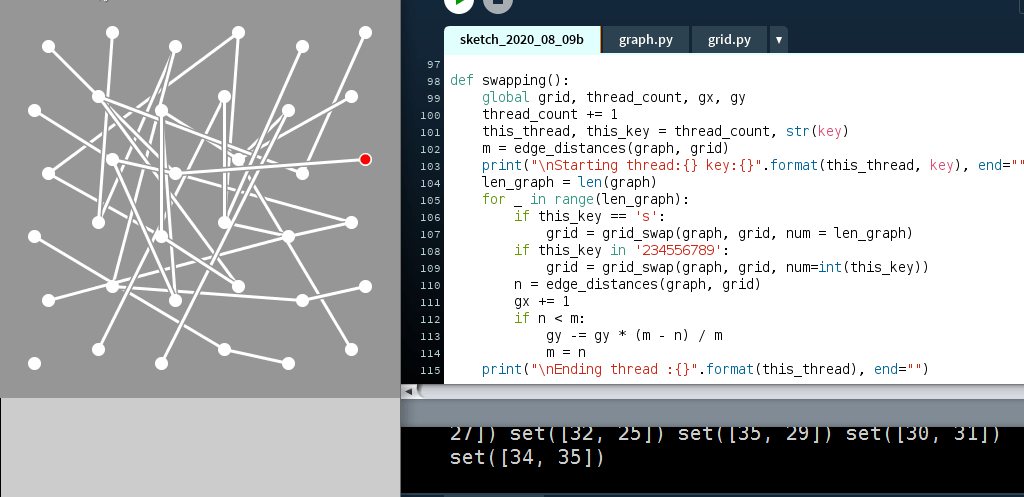 sketch_2020_08_09b graph.py grid.py ▼
97
98 def swapping():
99 global grid, thread_count, gx, gy
100 thread_count += 1
101 this_thread, this_key = thread_count, str(key)
102 m = edge_distances(graph, grid)
103 print("\nStarting thread:{} key:{}".format(this_thread, key), end=""
104 len_graph = len(graph)
105 for _ in range(len_graph):
106 if this_key == 's':
107 grid = grid_swap(graph, grid, num = len_graph)
108 if this_key in '234556789':
109 grid = grid_swap(graph, grid, num=int(this_key))
110 n = edge_distances(graph, grid)
111 gx += 1
112 if n < m:
113 gy -= gy * (m - n) / m
114 m = n
115 print("\nEnding thread :{}".format(this_thread), end="")
27]) set([32, 25]) set([35, 29]) set([30, 31])
set([34, 35])